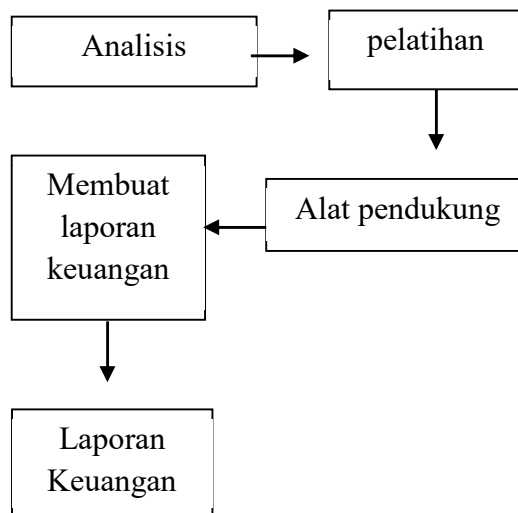 Analisis
pelatihan
Alat pendukung
Membuat
laporan
keuangan
Laporan
Keuangan